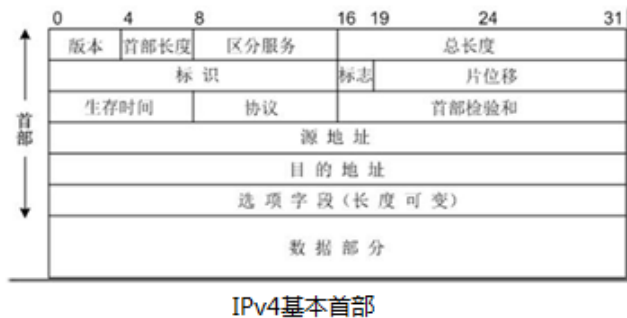 0 4 8 16 19 24 31
版本 首部长度 区分服务 总长度
标识 标志 片位移
生存时间 协议 首部检验和
首部
源地址
目的地址
选项字段(长度可变)
数据部分
IPv4基本首部